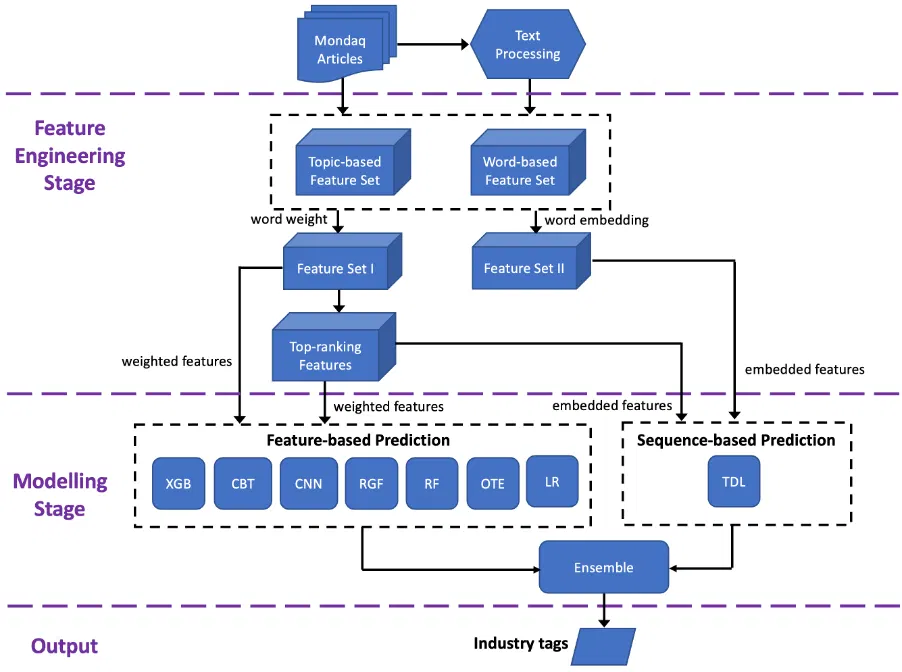 Mondaq
Articles
Text
Processing
Feature
Engineering
Stage
Topic-based
Feature Set
Word-based
Feature Set
word weight
word embedding
Feature Set I
Feature Set II
Top-ranking
Features
weighted features
embedded features
weighted features
embedded features
Feature-based Prediction
Sequence-based Prediction
Modelling
Stage
XGB
CBT
CNN
RGF
RF
OTE
LR
TDL
Ensemble
Output
Industry tags